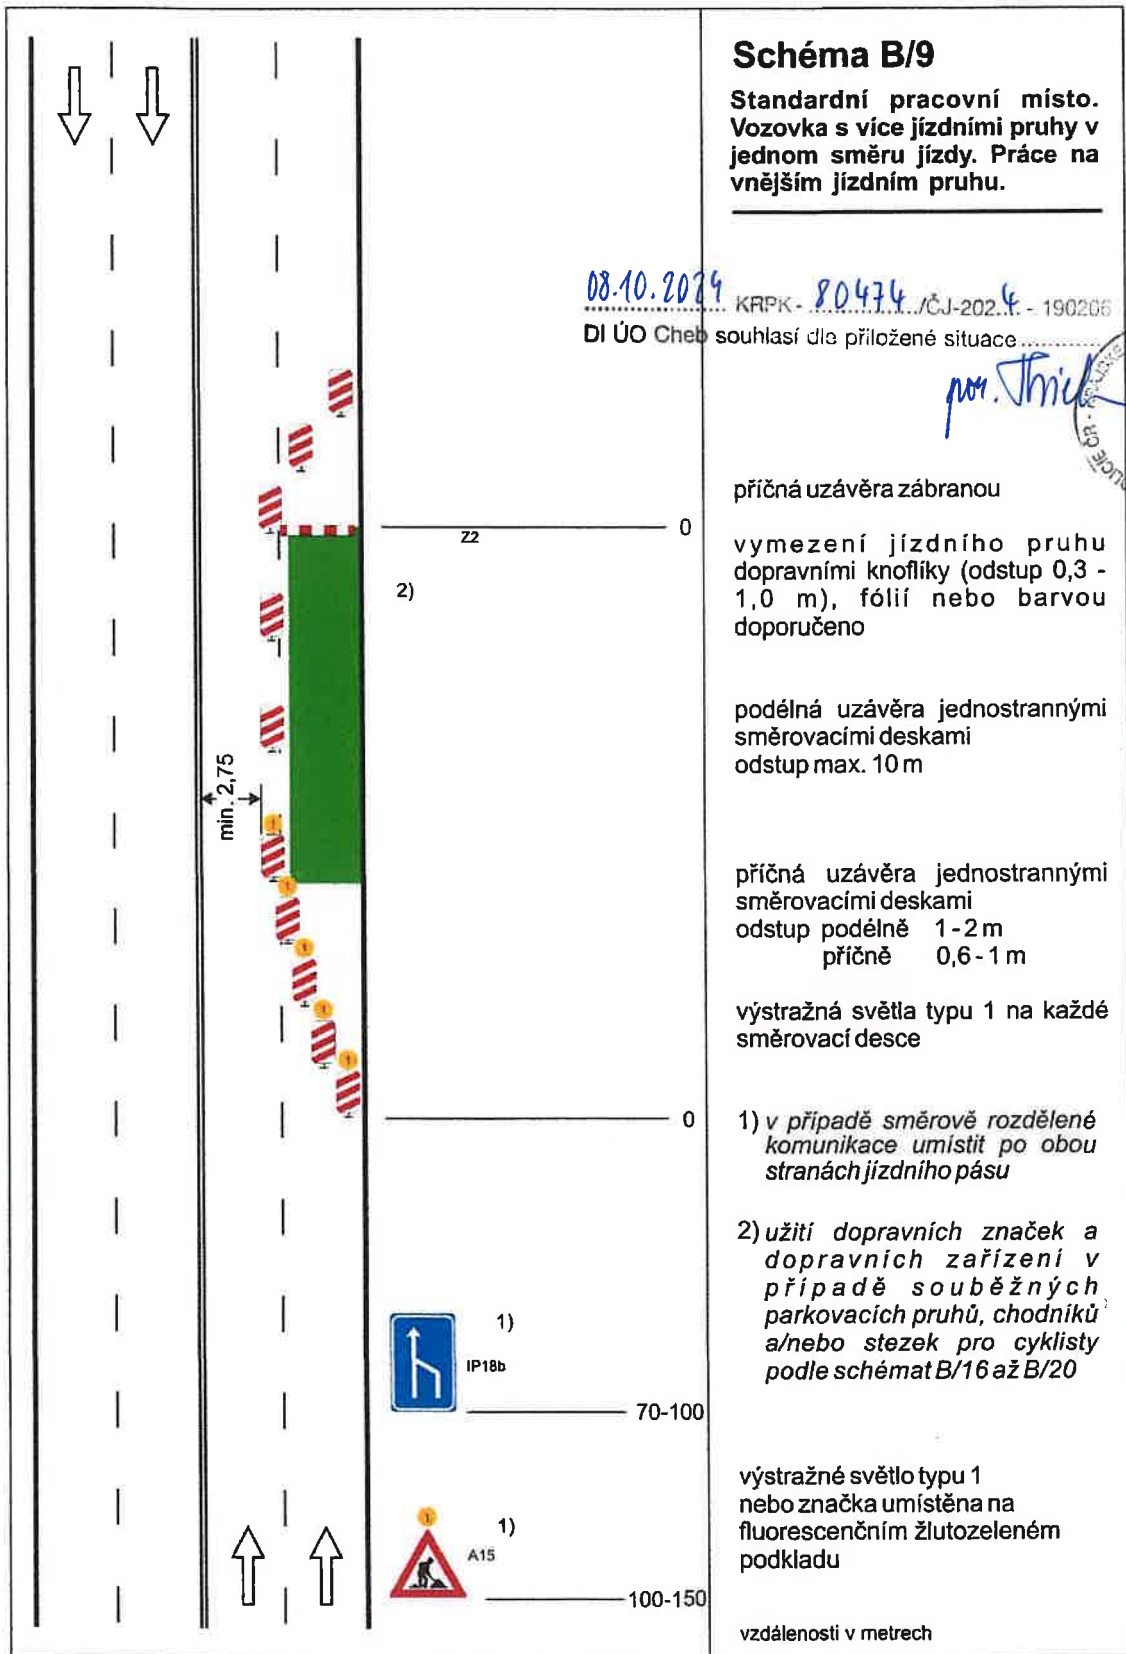 Schéma B/9
Standardní pracovní místo.
Vozovka s více jízdními pruhy v
jednom směru jízdy. Práce na
vnějším jízdním pruhu.
08.10.2024 KRPK- 80474 /ČJ-2024 - 190206
DI ÚO Cheb souhlasí dle přiložené situace
por.
příčná uzávěra zábranou
0
Z2
vymezení jízdního pruhu
dopravními knoflíky (odstup 0,3 -
1,0 m), fólií nebo barvou
doporučeno
2)
podélná uzávěra jednostrannými
směrovacími deskami
odstup max. 10 m
min. 2,75
1
příčná uzávěra jednostrannými
směrovacími deskami
odstup podélně 1-2 m
příčně 0,6-1 m
1
1
1
1
výstražná světla typu 1 na každé
směrovací desce
0
1) v případě směrově rozdělené
komunikace umístit po obou
stranách jízdního pásu
2) užití dopravních značek a
dopravních zařízení v
případě souběžných
parkovacích pruhů, chodníků
a/nebo stezek pro cyklisty
podle schémat B/16 až B/20
1)
IP18b
70-100
výstražné světlo typu 1
nebo značka umístěna na
fluorescenčním žlutozeleném
podkladu
1
1)
A15
100-150
vzdálenosti v metrech